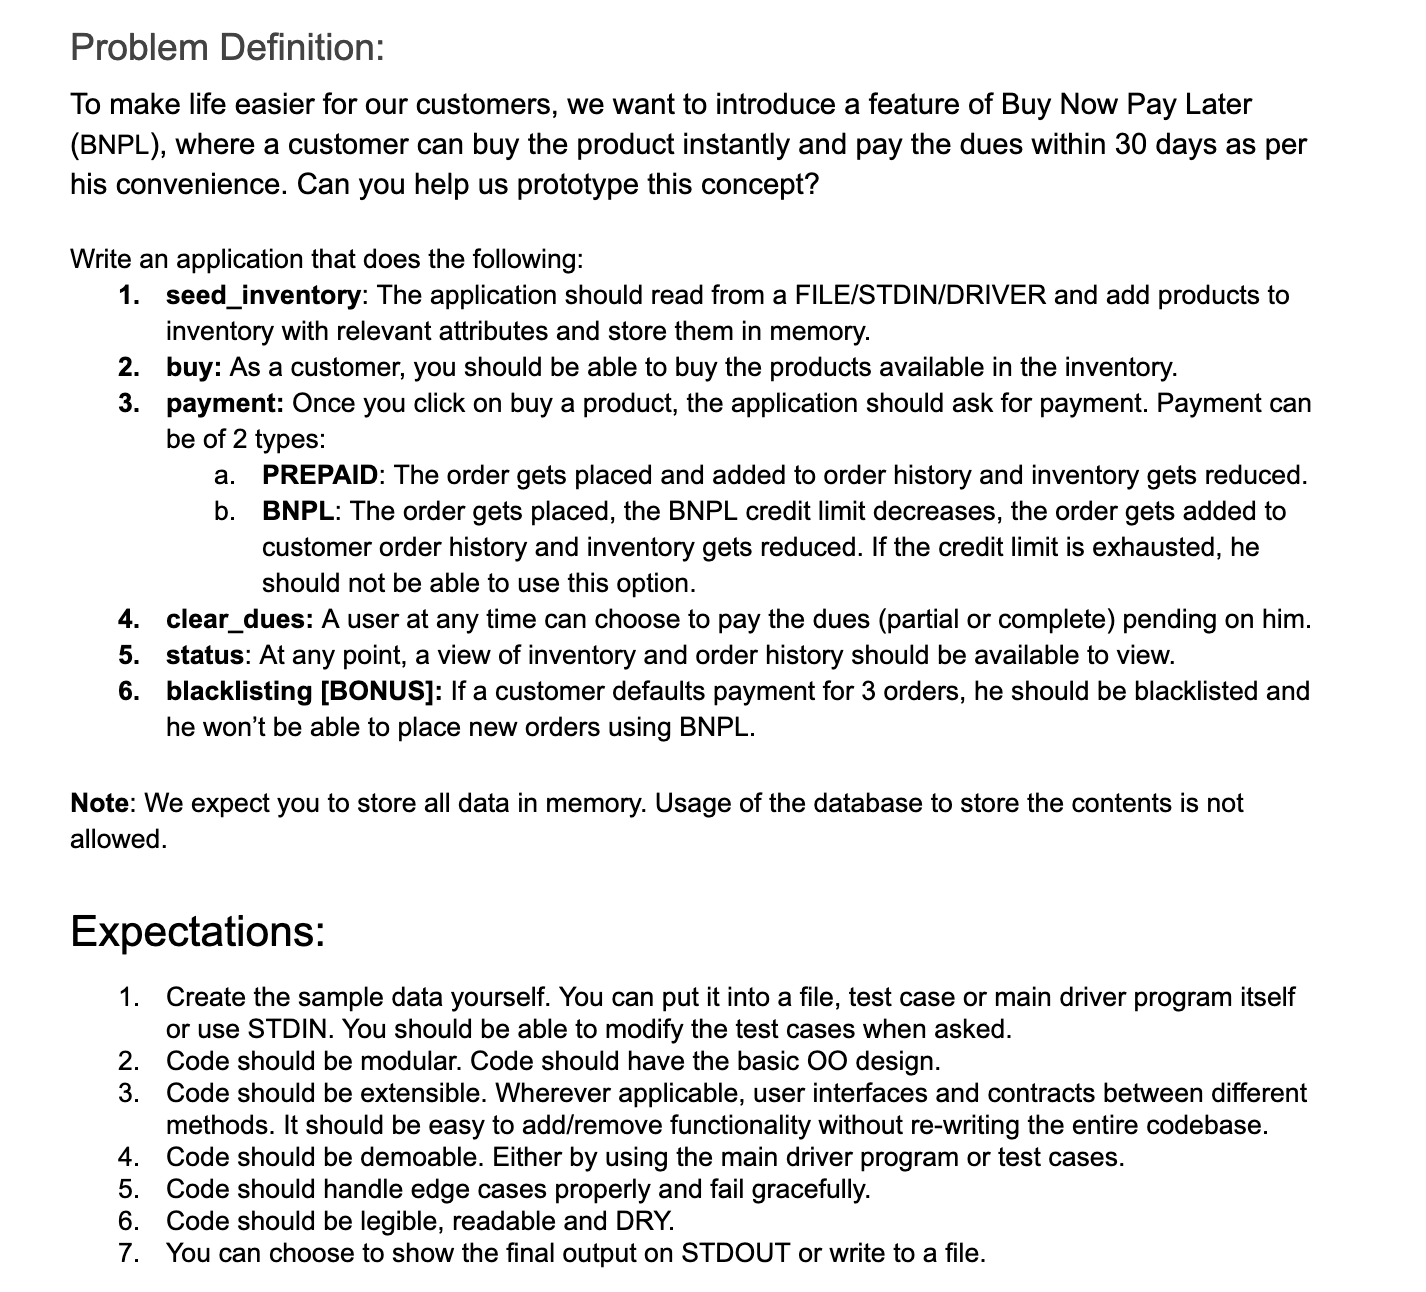 Problem Definition:
To make life easier for our customers, we want to introduce a feature of Buy Now Pay Later
(BNPL), where a customer can buy the product instantly and pay the dues within 30 days as per
his convenience. Can you help us prototype this concept?
Write an application that does the following:
1. seed_inventory: The application should read from a FILE/STDIN/DRIVER and add products to
inventory with relevant attributes and store them in memory.
2. buy: As a customer, you should be able to buy the products available in the inventory.
3. payment: Once you click on buy a product, the application should ask for payment. Payment can
be of 2 types:
a. PREPAID: The order gets placed and added to order history and inventory gets reduced.
b. BNPL: The order gets placed, the BNPL credit limit decreases, the order gets added to
customer order history and inventory gets reduced. If the credit limit is exhausted, he
should not be able to use this option.
4. clear_dues: A user at any time can choose to pay the dues (partial or complete) pending on him.
5. status: At any point, a view of inventory and order history should be available to view.
6. blacklisting [BONUS]: If a customer defaults payment for 3 orders, he should be blacklisted and
he won’t be able to place new orders using BNPL.
Note: We expect you to store all data in memory. Usage of the database to store the contents is not
allowed.
Expectations:
1. Create the sample data yourself. You can put it into a file, test case or main driver program itself
or use STDIN. You should be able to modify the test cases when asked.
2. Code should be modular. Code should have the basic OO design.
3. Code should be extensible. Wherever applicable, user interfaces and contracts between different
methods. It should be easy to add/remove functionality without re-writing the entire codebase.
4. Code should be demoable. Either by using the main driver program or test cases.
5. Code should handle edge cases properly and fail gracefully.
6. Code should be legible, readable and DRY.
7. You can choose to show the final output on STDOUT or write to a file.